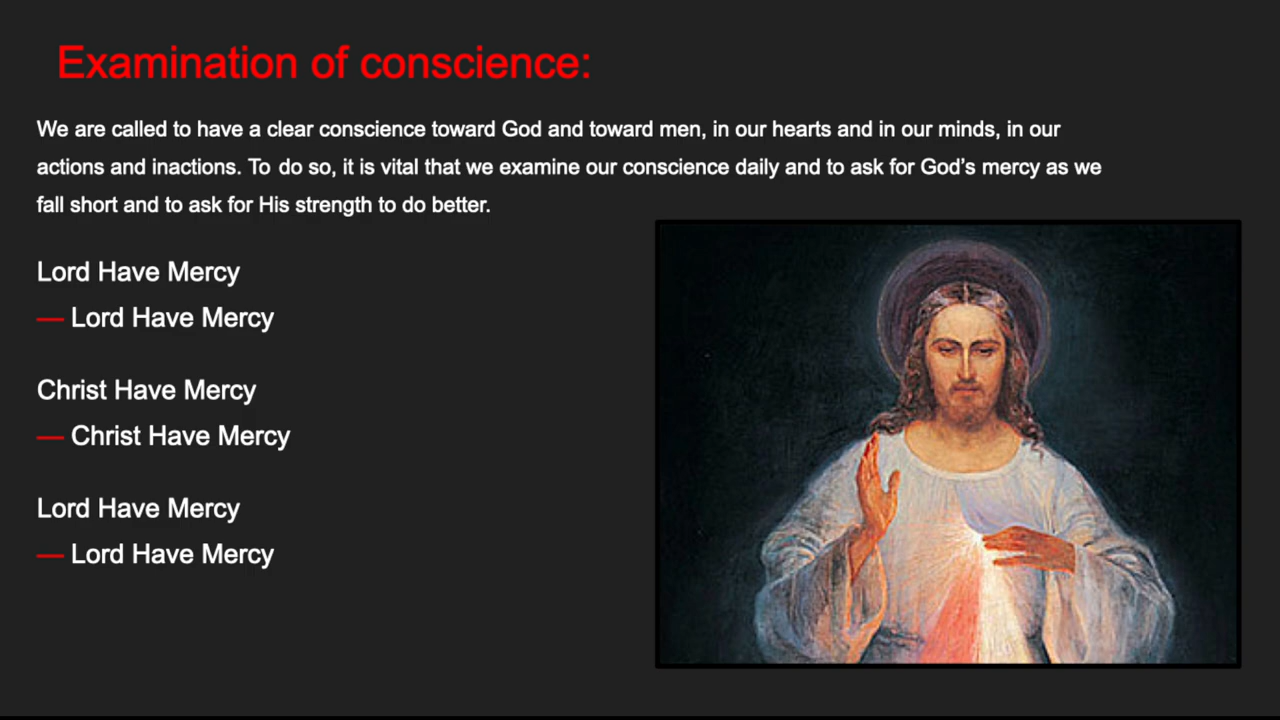 Examination of conscience:
We are called to have a clear conscience toward God and toward men, in our hearts and in our minds, in our
actions and inactions. To do so, it is vital that we examine our conscience daily and to ask for God’s mercy as we
fall short and to ask for His strength to do better.
Lord Have Mercy
— Lord Have Mercy
Christ Have Mercy
— Christ Have Mercy
Lord Have Mercy
— Lord Have Mercy